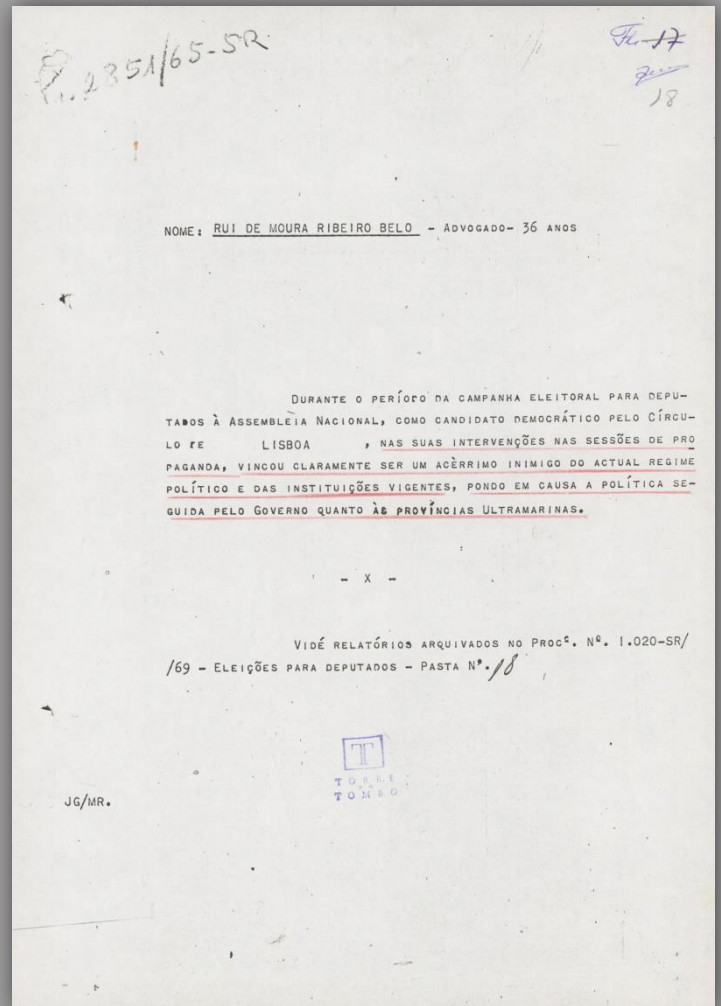 2851/65-SR
17
18
NOME: RUI DE MOURA RIBEIRO BELO - ADVOGADO- 36 ANOS
DURANTE O PERÍODO DA CAMPANHA ELEITORAL PARA DEPU-
TADOS À ASSEMBLÈIA NACIONAL, COMO CANDIDATO DEMOCRÁTICO PELO CÍRCU-
LO DE LISBOA , NAS SUAS INTERVENÇÕES NAS SESSÕES DE PRO
PAGANDA, VINCOU CLARAMENTE SER UM ACÈRRIMO INIMIGO DO ACTUAL REGIME
POLÍTICO E DAS INSTITUIÇÕES VIGENTES, PONDO EM CAUSA A POLÍTICA SE-
GUIDA PELO GOVERNO QUANTO ÀS PROVÍNCIAS ULTRAMARINAS.
- X -
VIDÉ RELATÓRIOS ARQUIVADOS NO PROCº. Nº. 1.020-SR/
/69 - ELEIÇÕES PARA DEPUTADOS - PASTA Nº. 18
T
TORRE
TOMBO
JG/MR.